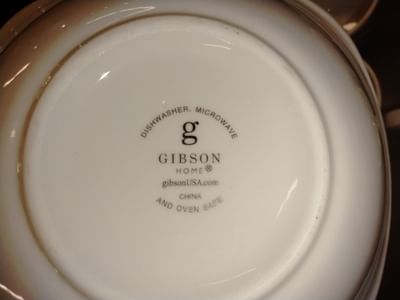 DISHWASHER, MICROWAVE
g
GIBSON
HOME®
gibsonUSA.com
CHINA
AND OVEN SAFE